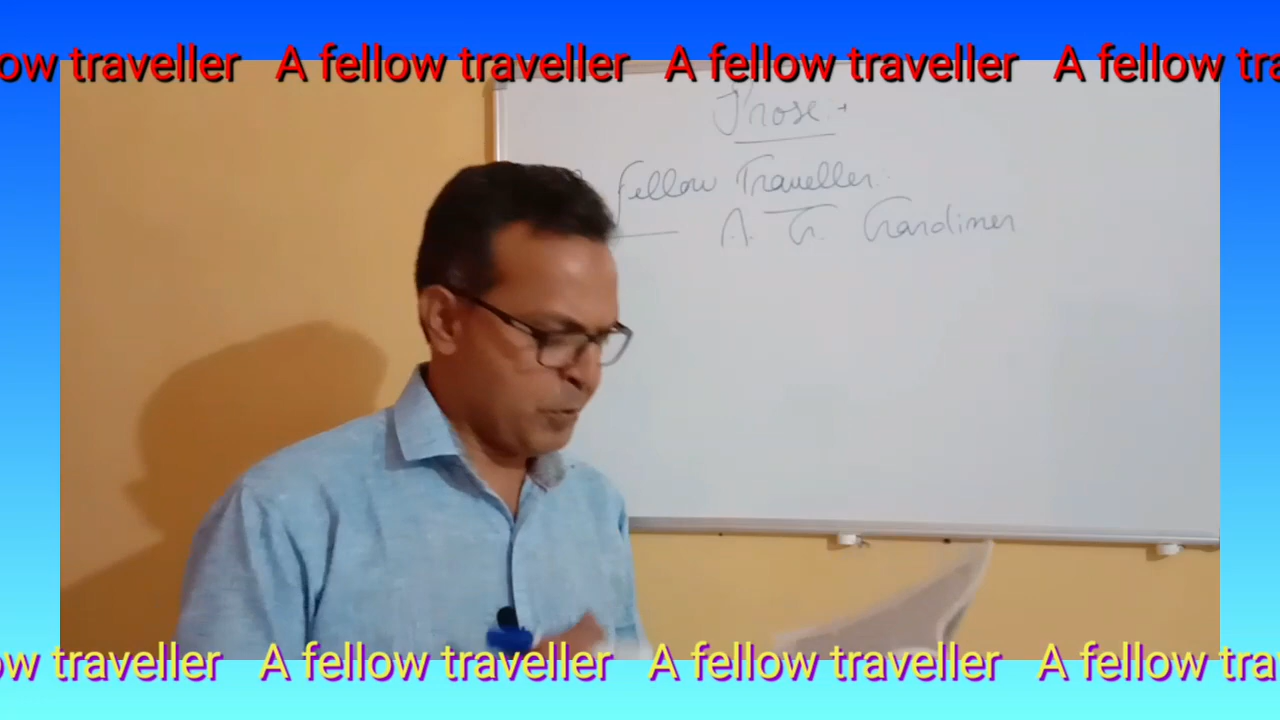 ow traveller A fellow traveller A fellow traveller A fellow tra
Prose:-
Fellow Traveller.
A. G. Gardiner
ow traveller A fellow traveller A fellow traveller A fellow tra